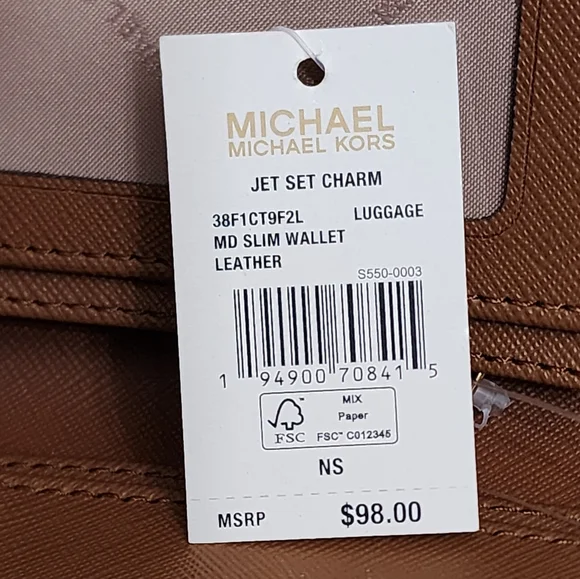 MICHAEL
MICHAEL KORS
JET SET CHARM
38F1CT9F2L LUGGAGE
MD SLIM WALLET
LEATHER
S550-0003
1 94900 70841 5
FSC
MIX
Paper
FSC™ C012345
NS
MSRP $98.00